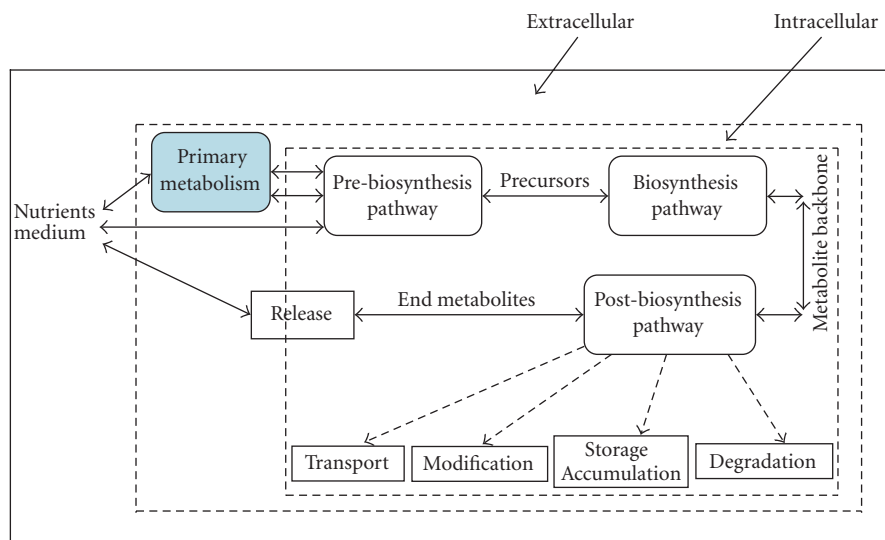 Extracellular
Intracellular
Primary
metabolism
Pre-biosynthesis
pathway
Precursors
Biosynthesis
pathway
Metabolite backbone
Nutrients
medium
Release
End metabolites
Post-biosynthesis
pathway
Transport
Modification
Storage
Accumulation
Degradation